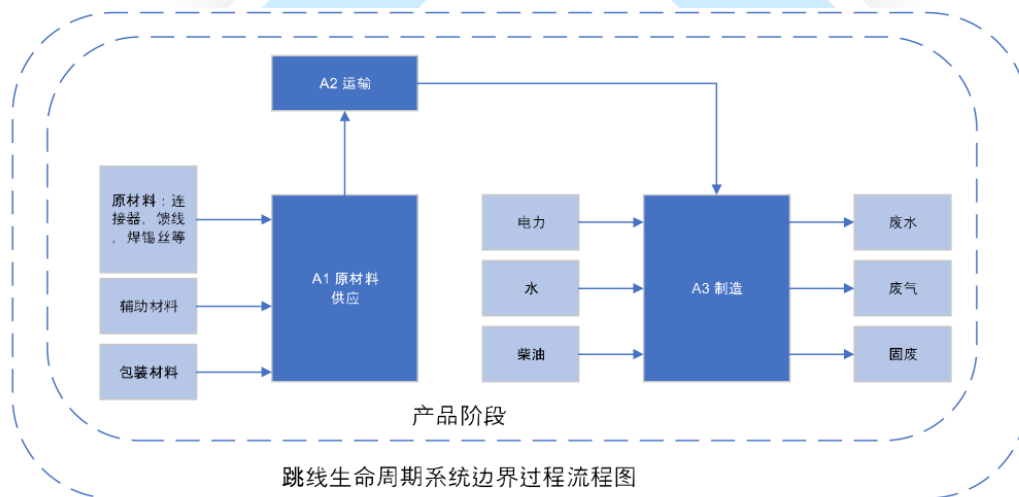 A2 运输
原材料：连
接器、馈线
、焊锡丝等
辅助材料
包装材料
A1 原材料
供应
电力
水
柴油
A3 制造
废水
废气
固废
产品阶段
跳线生命周期系统边界过程流程图